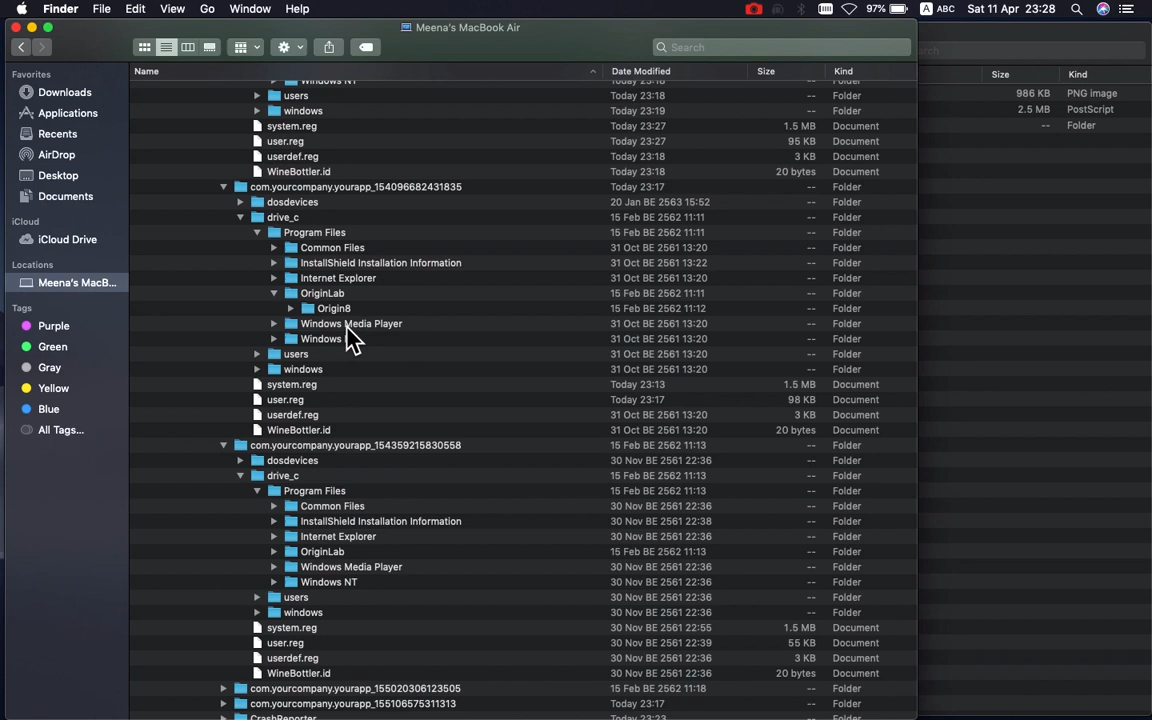 Finder File Edit View Go Window Help 97% A ABC Sat 11 Apr 23:28
Meena's MacBook Air
Search
Favorites
Downloads
Applications
Recents
AirDrop
Desktop
Documents
iCloud
iCloud Drive
Locations
Meena's MacB...
Tags
Purple
Green
Gray
Yellow
Blue
All Tags...
Name Date Modified Size Kind
Windows NT Today 23:18 -- Folder
users Today 23:18 -- Folder
windows Today 23:19 -- Folder
system.reg Today 23:27 1.5 MB Document
user.reg Today 23:27 95 KB Document
userdef.reg Today 23:18 3 KB Document
WineBottler.id Today 23:18 20 bytes Document
com.yourcompany.yourapp_154096682431835 Today 23:17 -- Folder
dosdevices 20 Jan BE 2563 15:52 -- Folder
drive_c 15 Feb BE 2562 11:11 -- Folder
Program Files 15 Feb BE 2562 11:11 -- Folder
Common Files 31 Oct BE 2561 13:20 -- Folder
InstallShield Installation Information 31 Oct BE 2561 13:22 -- Folder
Internet Explorer 31 Oct BE 2561 13:20 -- Folder
OriginLab 15 Feb BE 2562 11:11 -- Folder
Origin8 15 Feb BE 2562 11:12 -- Folder
Windows Media Player 31 Oct BE 2561 13:20 -- Folder
Windows 31 Oct BE 2561 13:20 -- Folder
users 31 Oct BE 2561 13:20 -- Folder
windows 31 Oct BE 2561 13:20 -- Folder
system.reg Today 23:13 1.5 MB Document
user.reg Today 23:17 98 KB Document
userdef.reg 31 Oct BE 2561 13:20 3 KB Document
WineBottler.id 31 Oct BE 2561 13:20 20 bytes Document
com.yourcompany.yourapp_154359215830558 15 Feb BE 2562 11:13 -- Folder
dosdevices 30 Nov BE 2561 22:36 -- Folder
drive_c 15 Feb BE 2562 11:13 -- Folder
Program Files 15 Feb BE 2562 11:13 -- Folder
Common Files 30 Nov BE 2561 22:36 -- Folder
InstallShield Installation Information 30 Nov BE 2561 22:38 -- Folder
Internet Explorer 30 Nov BE 2561 22:36 -- Folder
OriginLab 15 Feb BE 2562 11:13 -- Folder
Windows Media Player 30 Nov BE 2561 22:36 -- Folder
Windows NT 30 Nov BE 2561 22:36 -- Folder
users 30 Nov BE 2561 22:36 -- Folder
windows 30 Nov BE 2561 22:36 -- Folder
system.reg 30 Nov BE 2561 22:55 1.5 MB Document
user.reg 30 Nov BE 2561 22:39 55 KB Document
userdef.reg 30 Nov BE 2561 22:36 3 KB Document
WineBottler.id 30 Nov BE 2561 22:36 20 bytes Document
com.yourcompany.yourapp_155020306123505 15 Feb BE 2562 11:18 -- Folder
com.yourcompany.yourapp_155106575311313 Today 23:17 -- Folder
CrashReporter Today 23:23 -- Folder
Size Kind
986 KB PNG image
2.5 MB PostScript
-- Folder